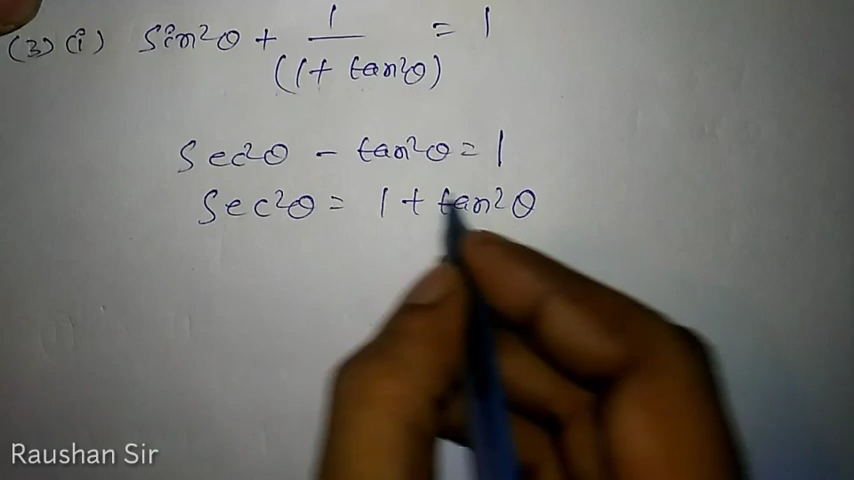 (3) (i) Sin²θ + 1/(1 + tan²θ) = 1
Sec²θ - tan²θ = 1
Sec²θ = 1 + tan²θ
Raushan Sir